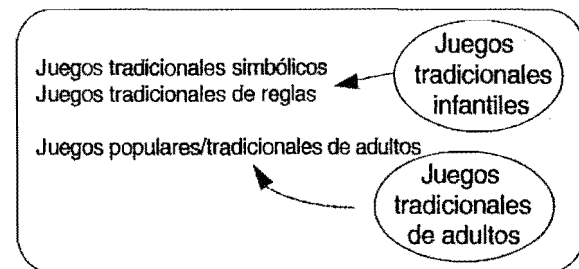 Juegos tradicionales simbólicos
Juegos tradicionales de reglas
Juegos
tradicionales
infantiles
Juegos populares/tradicionales de adultos
Juegos
tradicionales
de adultos